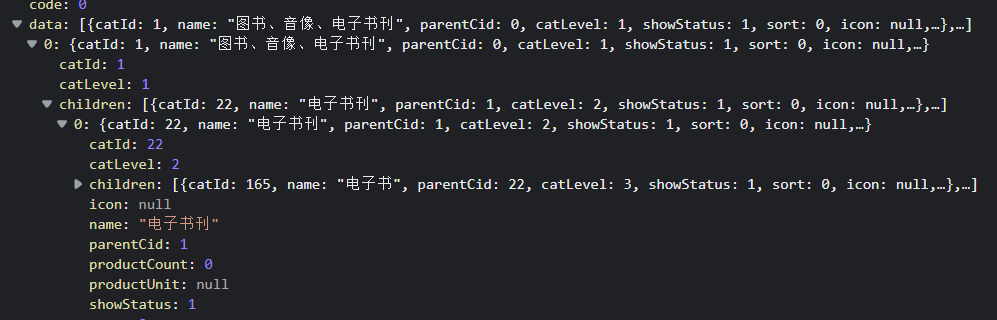 code: 0
data: [{catId: 1, name: "图书、音像、电子书刊", parentCid: 0, catLevel: 1, showStatus: 1, sort: 0, icon: null,…},…]
0: {catId: 1, name: "图书、音像、电子书刊", parentCid: 0, catLevel: 1, showStatus: 1, sort: 0, icon: null,…}
catId: 1
catLevel: 1
children: [{catId: 22, name: "电子书刊", parentCid: 1, catLevel: 2, showStatus: 1, sort: 0, icon: null,…},…]
0: {catId: 22, name: "电子书刊", parentCid: 1, catLevel: 2, showStatus: 1, sort: 0, icon: null,…}
catId: 22
catLevel: 2
children: [{catId: 165, name: "电子书", parentCid: 22, catLevel: 3, showStatus: 1, sort: 0, icon: null,…},…]
icon: null
name: "电子书刊"
parentCid: 1
productCount: 0
productUnit: null
showStatus: 1